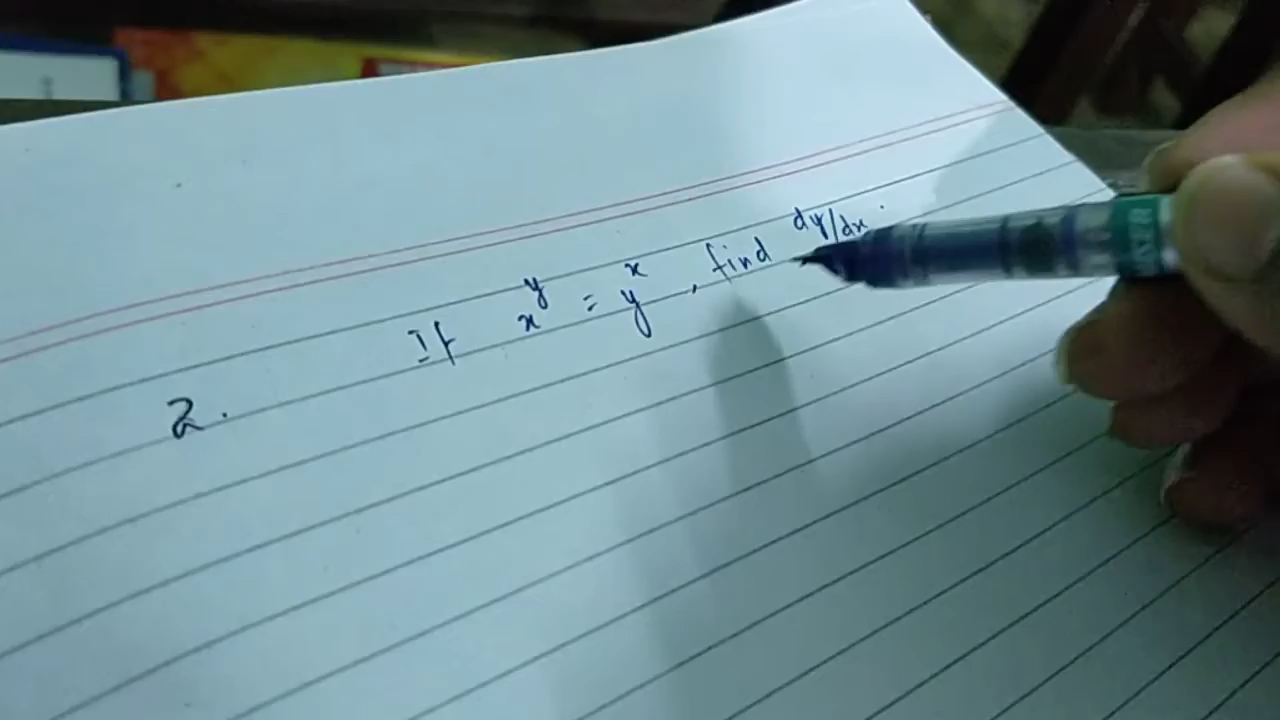 2. If x^y = y^x, find dy/dx.